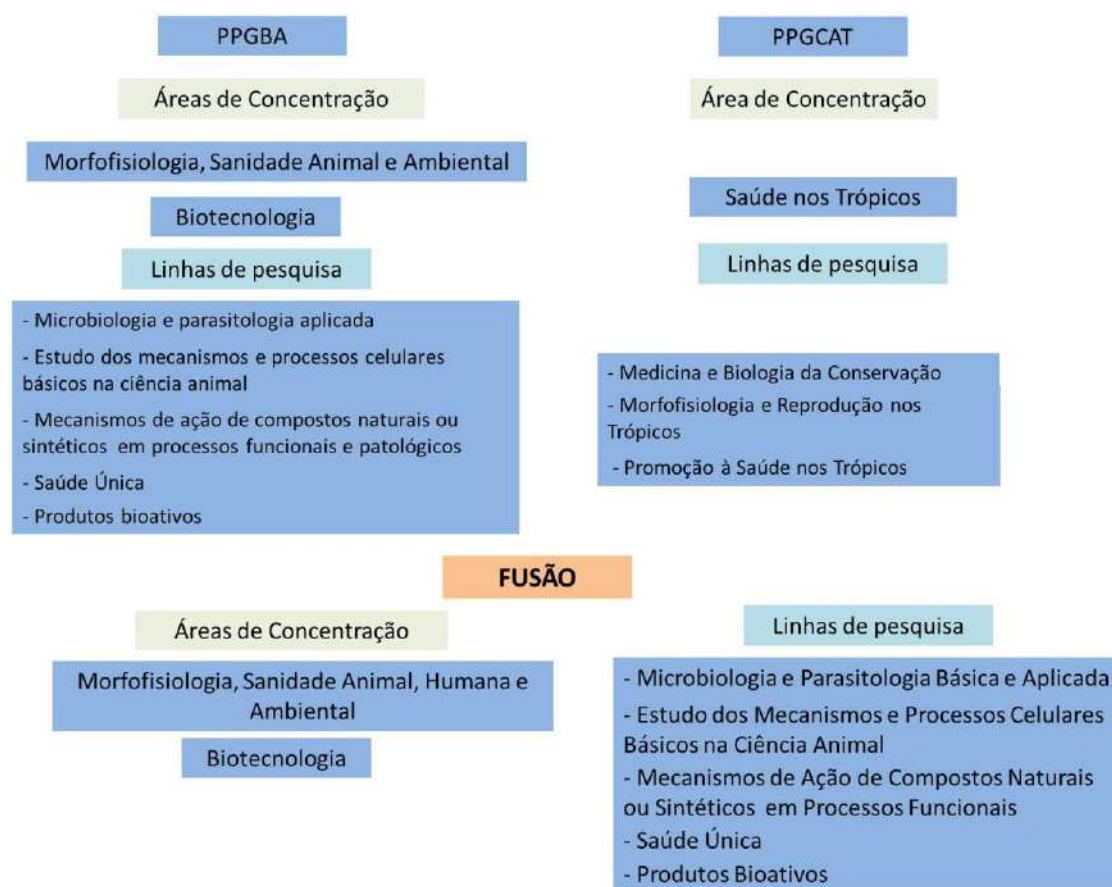 PPGBA
Áreas de Concentração
Morfofisiologia, Sanidade Animal e Ambiental
Biotecnologia
Linhas de pesquisa
- Microbiologia e parasitologia aplicada
- Estudo dos mecanismos e processos celulares
básicos na ciência animal
- Mecanismos de ação de compostos naturais ou
sintéticos em processos funcionais e patológicos
- Saúde Única
- Produtos bioativos
PPGCAT
Área de Concentração
Saúde nos Trópicos
Linhas de pesquisa
- Medicina e Biologia da Conservação
- Morfofisiologia e Reprodução nos
Trópicos
- Promoção à Saúde nos Trópicos
FUSÃO
Áreas de Concentração
Morfofisiologia, Sanidade Animal, Humana e
Ambiental
Biotecnologia
Linhas de pesquisa
- Microbiologia e Parasitologia Básica e Aplicada
- Estudo dos Mecanismos e Processos Celulares
Básicos na Ciência Animal
- Mecanismos de Ação de Compostos Naturais
ou Sintéticos em Processos Funcionais
- Saúde Única
- Produtos Bioativos